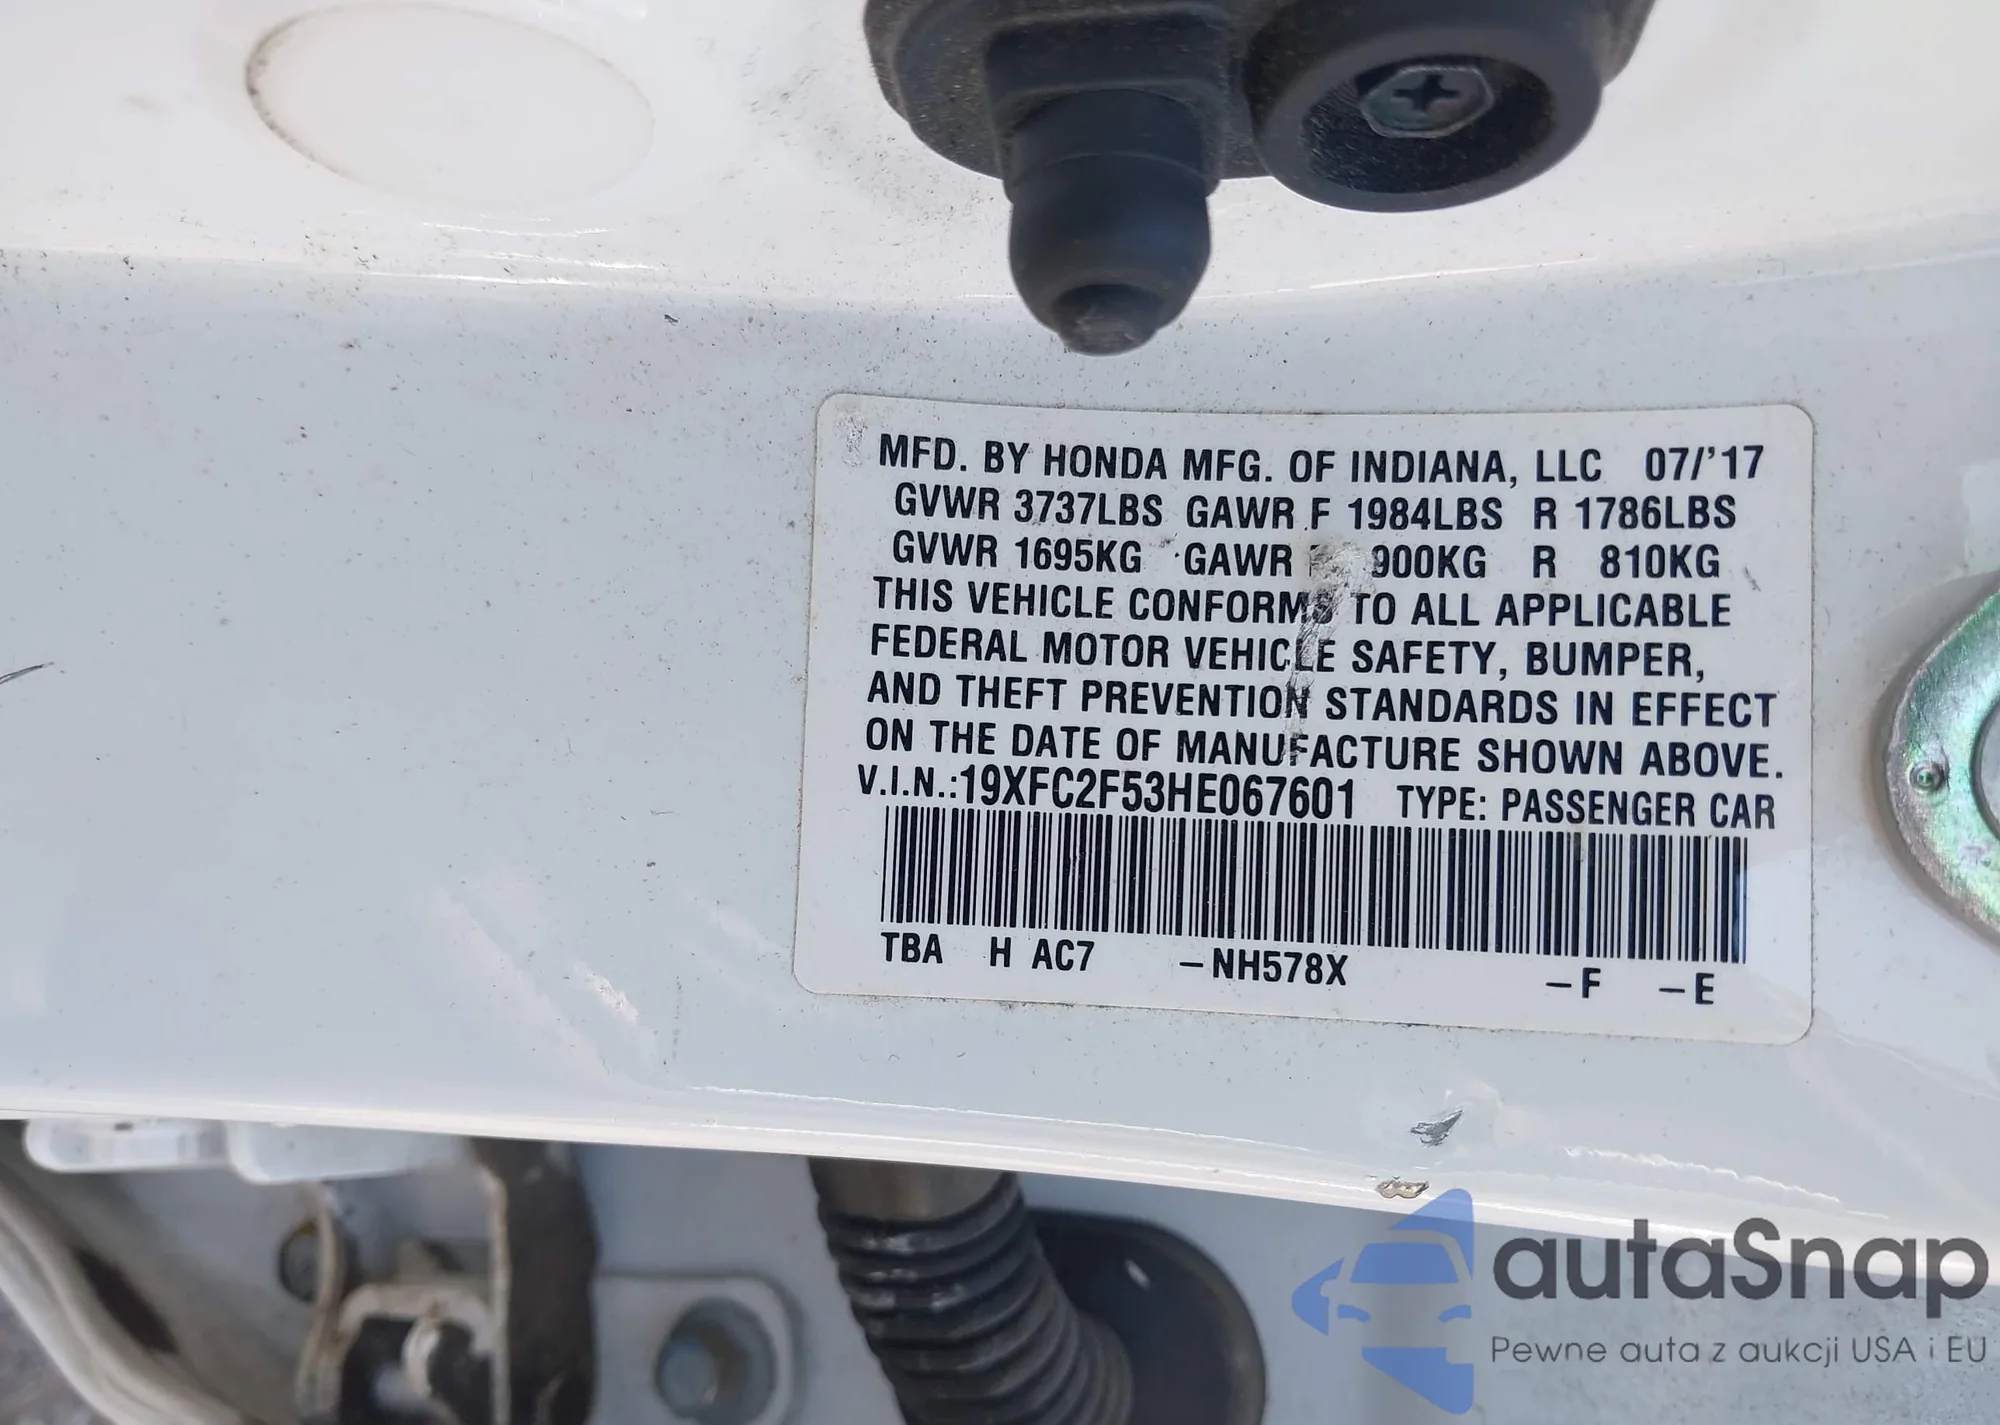 MFD. BY HONDA MFG. OF INDIANA, LLC 07/'17
GVWR 3737LBS GAWR F 1984LBS R 1786LBS
GVWR 1695KG GAWR 900KG R 810KG
THIS VEHICLE CONFORMS TO ALL APPLICABLE
FEDERAL MOTOR VEHICLE SAFETY, BUMPER,
AND THEFT PREVENTION STANDARDS IN EFFECT
ON THE DATE OF MANUFACTURE SHOWN ABOVE.
V.I.N.:19XFC2F53HE067601 TYPE: PASSENGER CAR
TBA H AC7 -NH578X -F -E
autaSnap
Pewne auta z aukcji USA i EU